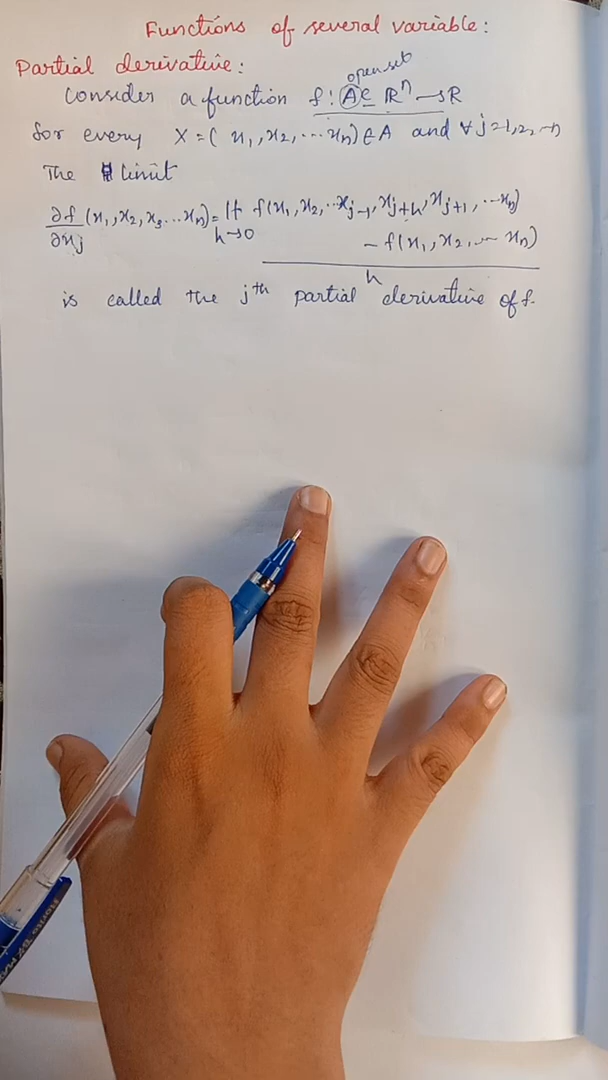 Functions of several variable:
Partial derivative:
open set
Consider a function f: A ⊆ ℝⁿ → ℝ
for every X = (x₁, x₂, ... xₙ) ∈ A and ∀ j=1, 2, ... n
The limit
∂f/∂xⱼ (x₁, x₂, x₃ ... xₙ) = lt h→0 f(x₁, x₂, ... xⱼ₋₁, xⱼ+h, xⱼ₊₁, ... xₙ)
- f(x₁, x₂, ... xₙ)
h
is called the jᵗʰ partial derivative of f.